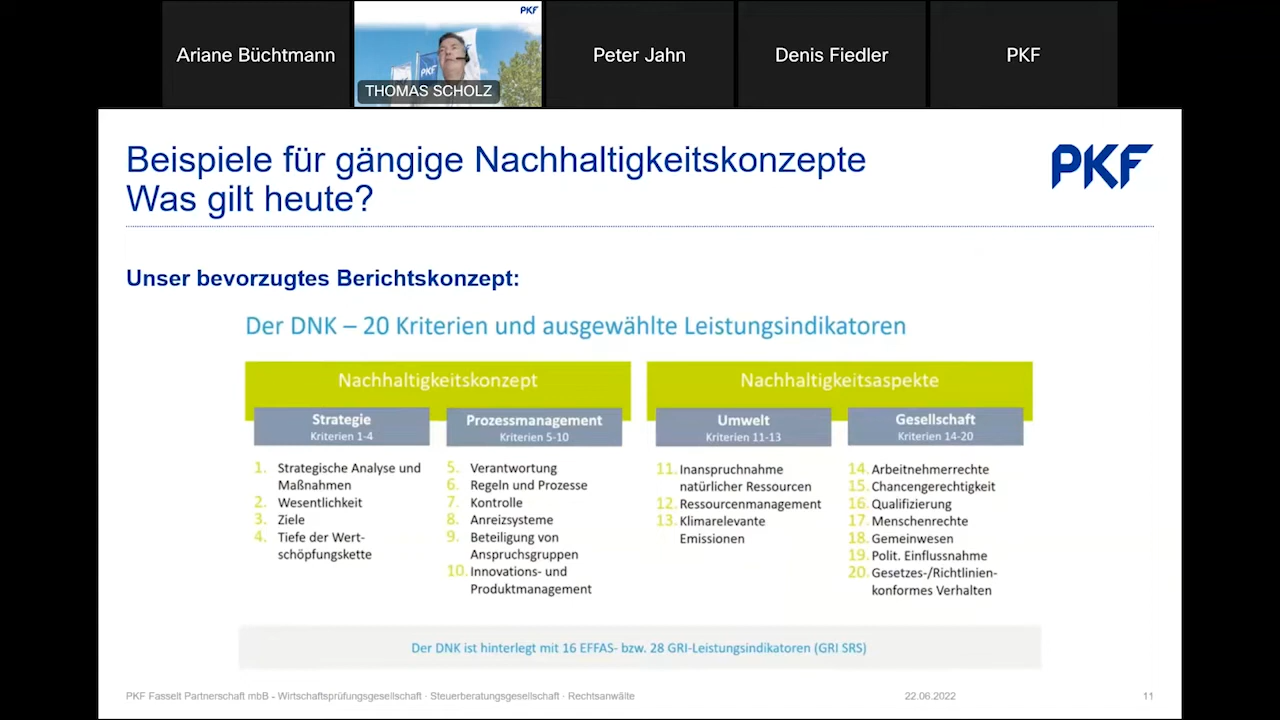 Ariane Büchtmann
PKF
PKF
THOMAS SCHOLZ
Peter Jahn
Denis Fiedler
PKF
Beispiele für gängige Nachhaltigkeitskonzepte
Was gilt heute?
PKF
Unser bevorzugtes Berichtskonzept:
Der DNK – 20 Kriterien und ausgewählte Leistungsindikatoren
Nachhaltigkeitskonzept
Strategie
Kriterien 1-4
1. Strategische Analyse und
Maßnahmen
2. Wesentlichkeit
3. Ziele
4. Tiefe der Wert-
schöpfungskette
Prozessmanagement
Kriterien 5-10
5. Verantwortung
6. Regeln und Prozesse
7. Kontrolle
8. Anreizsysteme
9. Beteiligung von
Anspruchsgruppen
10. Innovations- und
Produktmanagement
Nachhaltigkeitsaspekte
Umwelt
Kriterien 11-13
11. Inanspruchnahme
natürlicher Ressourcen
12. Ressourcenmanagement
13. Klimarelevante
Emissionen
Gesellschaft
Kriterien 14-20
14. Arbeitnehmerrechte
15. Chancengerechtigkeit
16. Qualifizierung
17. Menschenrechte
18. Gemeinwesen
19. Polit. Einflussnahme
20. Gesetzes-/Richtlinien-
konformes Verhalten
Der DNK ist hinterlegt mit 16 EFFAS- bzw. 28 GRI-Leistungsindikatoren (GRI SRS)
PKF Fasselt Partnerschaft mbB - Wirtschaftsprüfungsgesellschaft · Steuerberatungsgesellschaft · Rechtsanwälte
22.06.2022
11